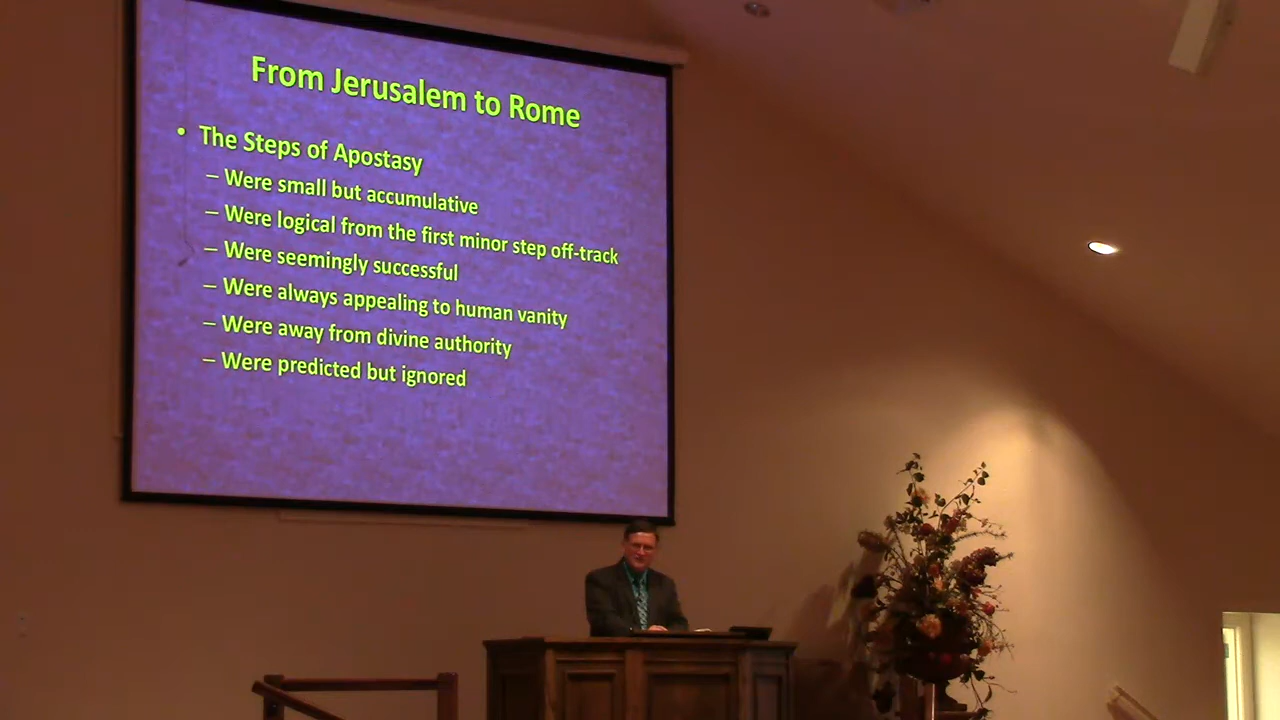 From Jerusalem to Rome
• The Steps of Apostasy
– Were small but accumulative
– Were logical from the first minor step off-track
– Were seemingly successful
– Were always appealing to human vanity
– Were away from divine authority
– Were predicted but ignored